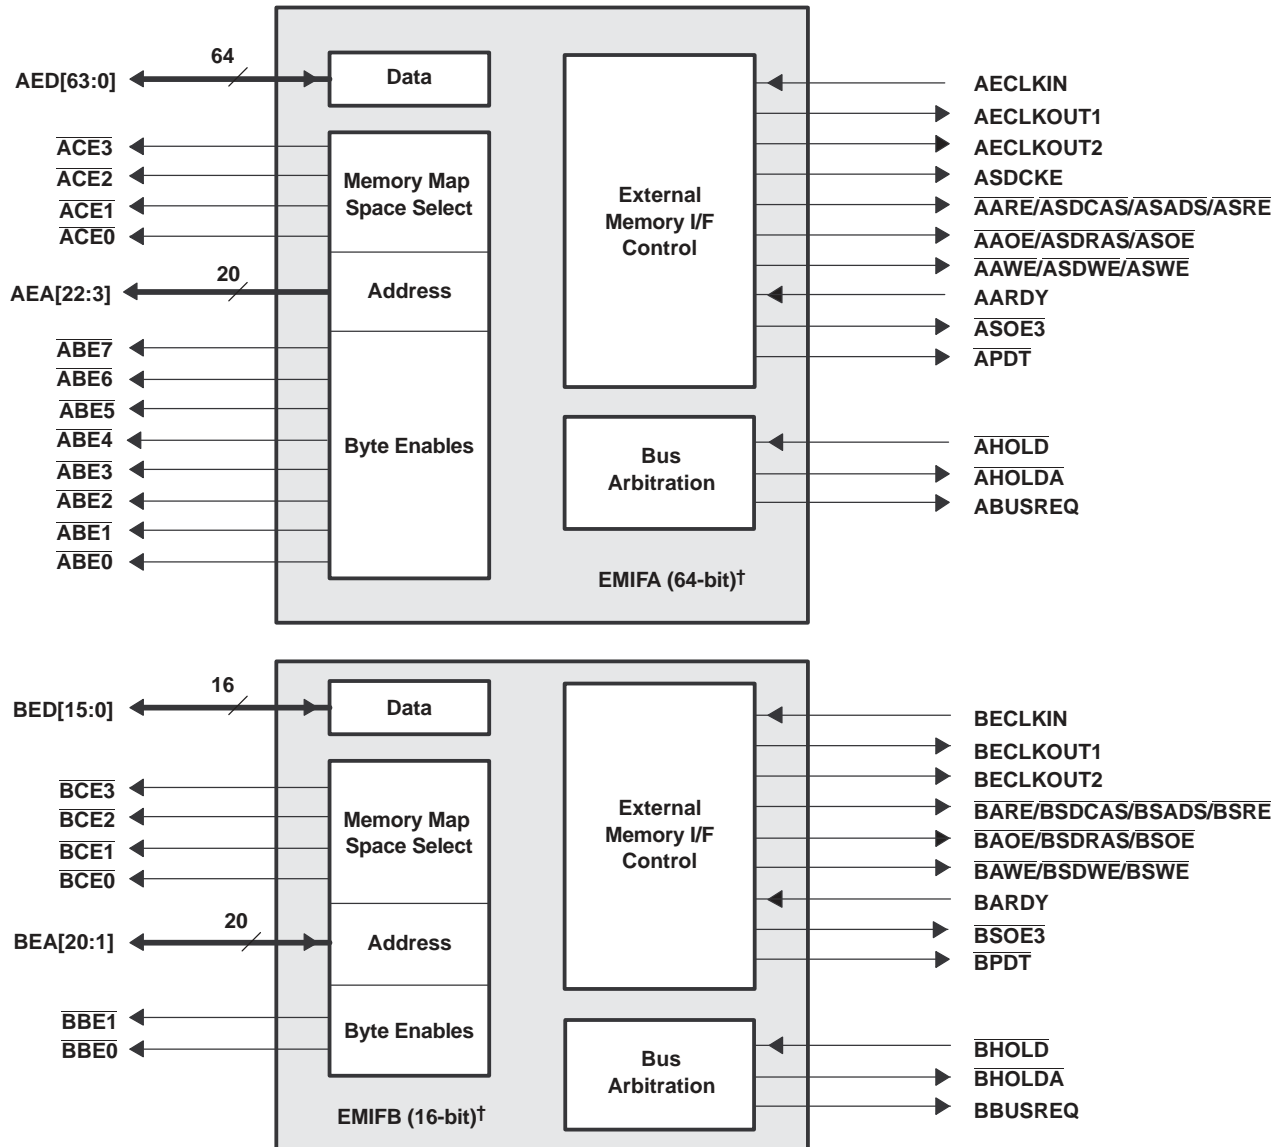 64
AED[63:0]
Data
ACE3
ACE2
ACE1
ACE0
Memory Map
Space Select
20
AEA[22:3]
Address
ABE7
ABE6
ABE5
ABE4
ABE3
ABE2
ABE1
ABE0
Byte Enables
External
Memory I/F
Control
AECLKIN
AECLKOUT1
AECLKOUT2
ASDCKE
AARE/ASDCAS/ASADS/ASRE
AAOE/ASDRAS/ASOE
AAWE/ASDWE/ASWE
AARDY
ASOE3
APDT
Bus
Arbitration
AHOLD
AHOLDA
ABUSREQ
EMIFA (64-bit)†
16
BED[15:0]
Data
BCE3
BCE2
BCE1
BCE0
Memory Map
Space Select
20
BEA[20:1]
Address
BBE1
BBE0
Byte Enables
External
Memory I/F
Control
BECLKIN
BECLKOUT1
BECLKOUT2
BARE/BSDCAS/BSADS/BSRE
BAOE/BSDRAS/BSOE
BAWE/BSDWE/BSWE
BARDY
BSOE3
BPDT
Bus
Arbitration
BHOLD
BHOLDA
BBUSREQ
EMIFB (16-bit)†